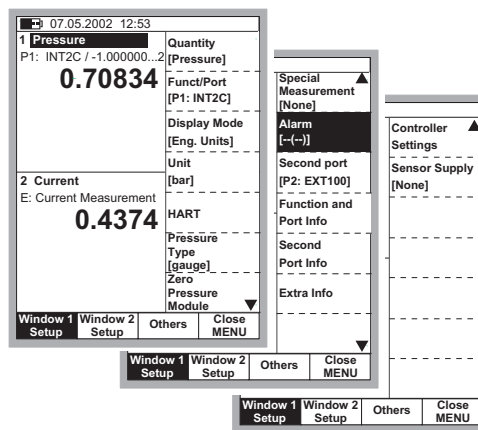 07.05.2002 12:53
1 Pressure
P1: INT2C / -1.000000...2
0.70834
2 Current
E: Current Measurement
0.4374
Quantity
[Pressure]
Funct/Port
[P1: INT2C]
Display Mode
[Eng. Units]
Unit
[bar]
HART
Pressure
Type
[gauge]
Zero
Pressure
Module
Window 1 Setup
Window 2 Setup
Others
Close MENU
Special
Measurement
[None]
Alarm
[--(--)]
Second port
[P2: EXT100]
Function and
Port Info
Second
Port Info
Extra Info
Window 1 Setup
Window 2 Setup
Others
Close MENU
Controller
Settings
Sensor Supply
[None]
Window 1 Setup
Window 2 Setup
Others
Close MENU